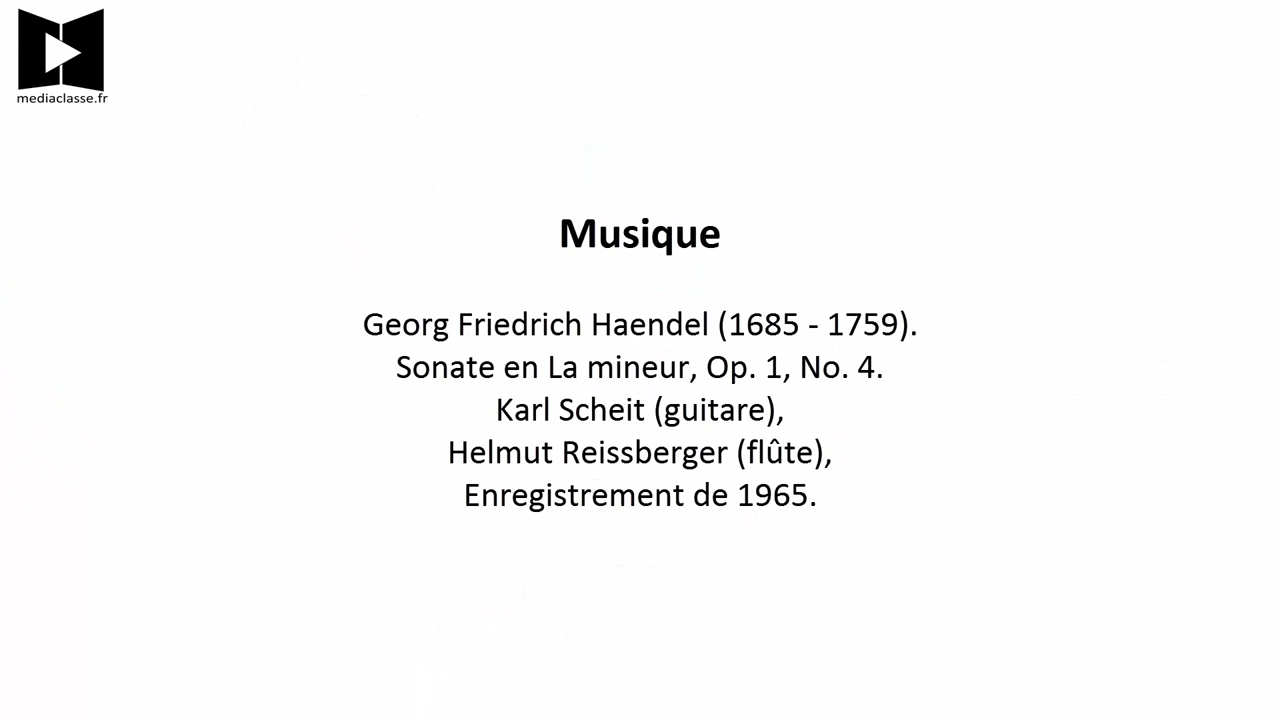 mediaclasse.fr
Musique
Georg Friedrich Haendel (1685 - 1759).
Sonate en La mineur, Op. 1, No. 4.
Karl Scheit (guitare),
Helmut Reissberger (flûte),
Enregistrement de 1965.